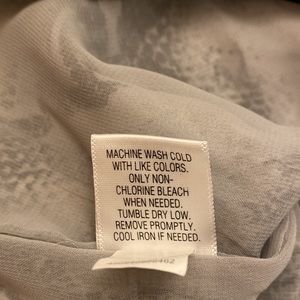 MACHINE WASH COLD
WITH LIKE COLORS.
ONLY NON-
CHLORINE BLEACH
WHEN NEEDED.
TUMBLE DRY LOW.
REMOVE PROMPTLY.
COOL IRON IF NEEDED.